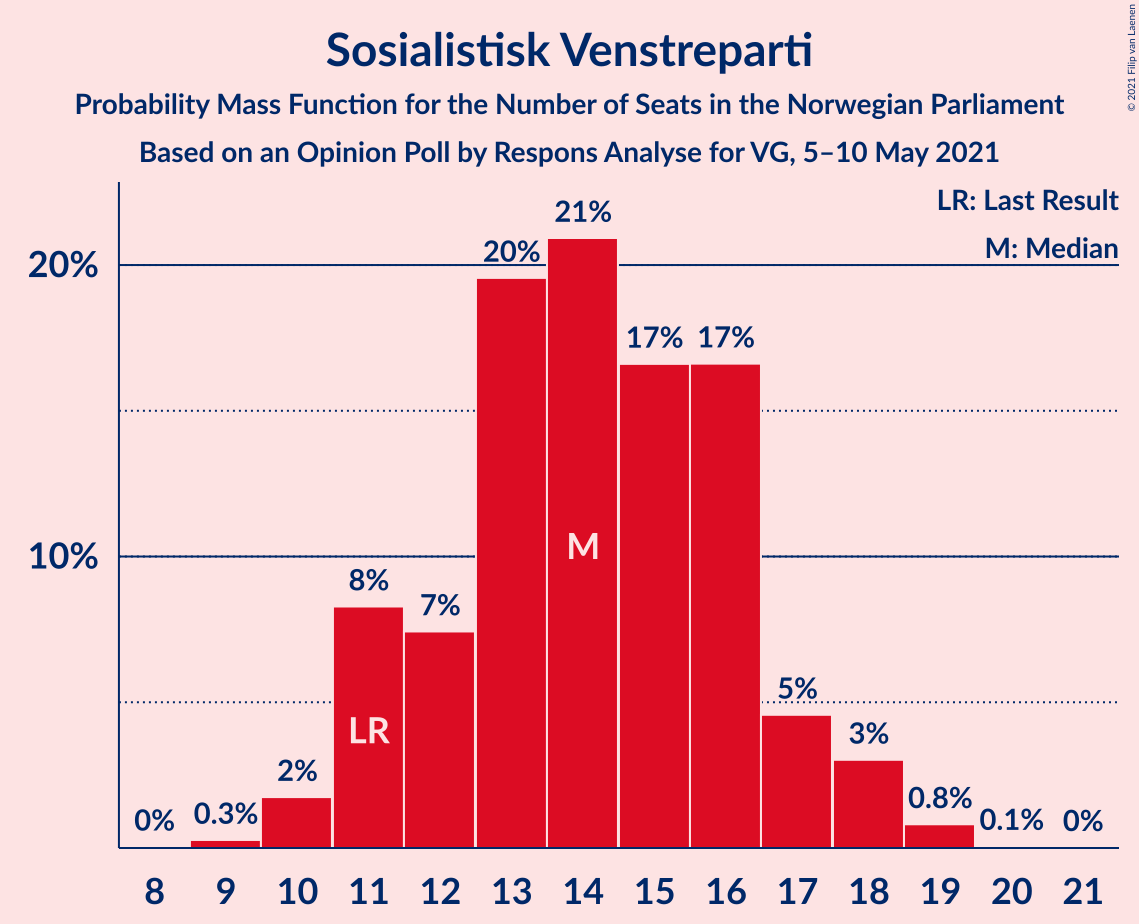 © 2021 Filip van Laenen
Sosialistisk Venstreparti
Probability Mass Function for the Number of Seats in the Norwegian Parliament
Based on an Opinion Poll by Respons Analyse for VG, 5–10 May 2021
LR: Last Result
M: Median
20%
10%
0%
0.3%
2%
8%
7%
20%
21%
17%
17%
5%
3%
0.8%
0.1%
0%
LR
M
8 9 10 11 12 13 14 15 16 17 18 19 20 21